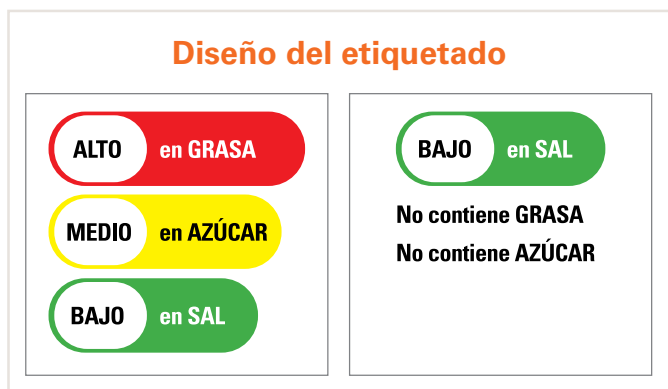 Diseño del etiquetado
ALTO en GRASA
MEDIO en AZÚCAR
BAJO en SAL
BAJO en SAL
No contiene GRASA
No contiene AZÚCAR